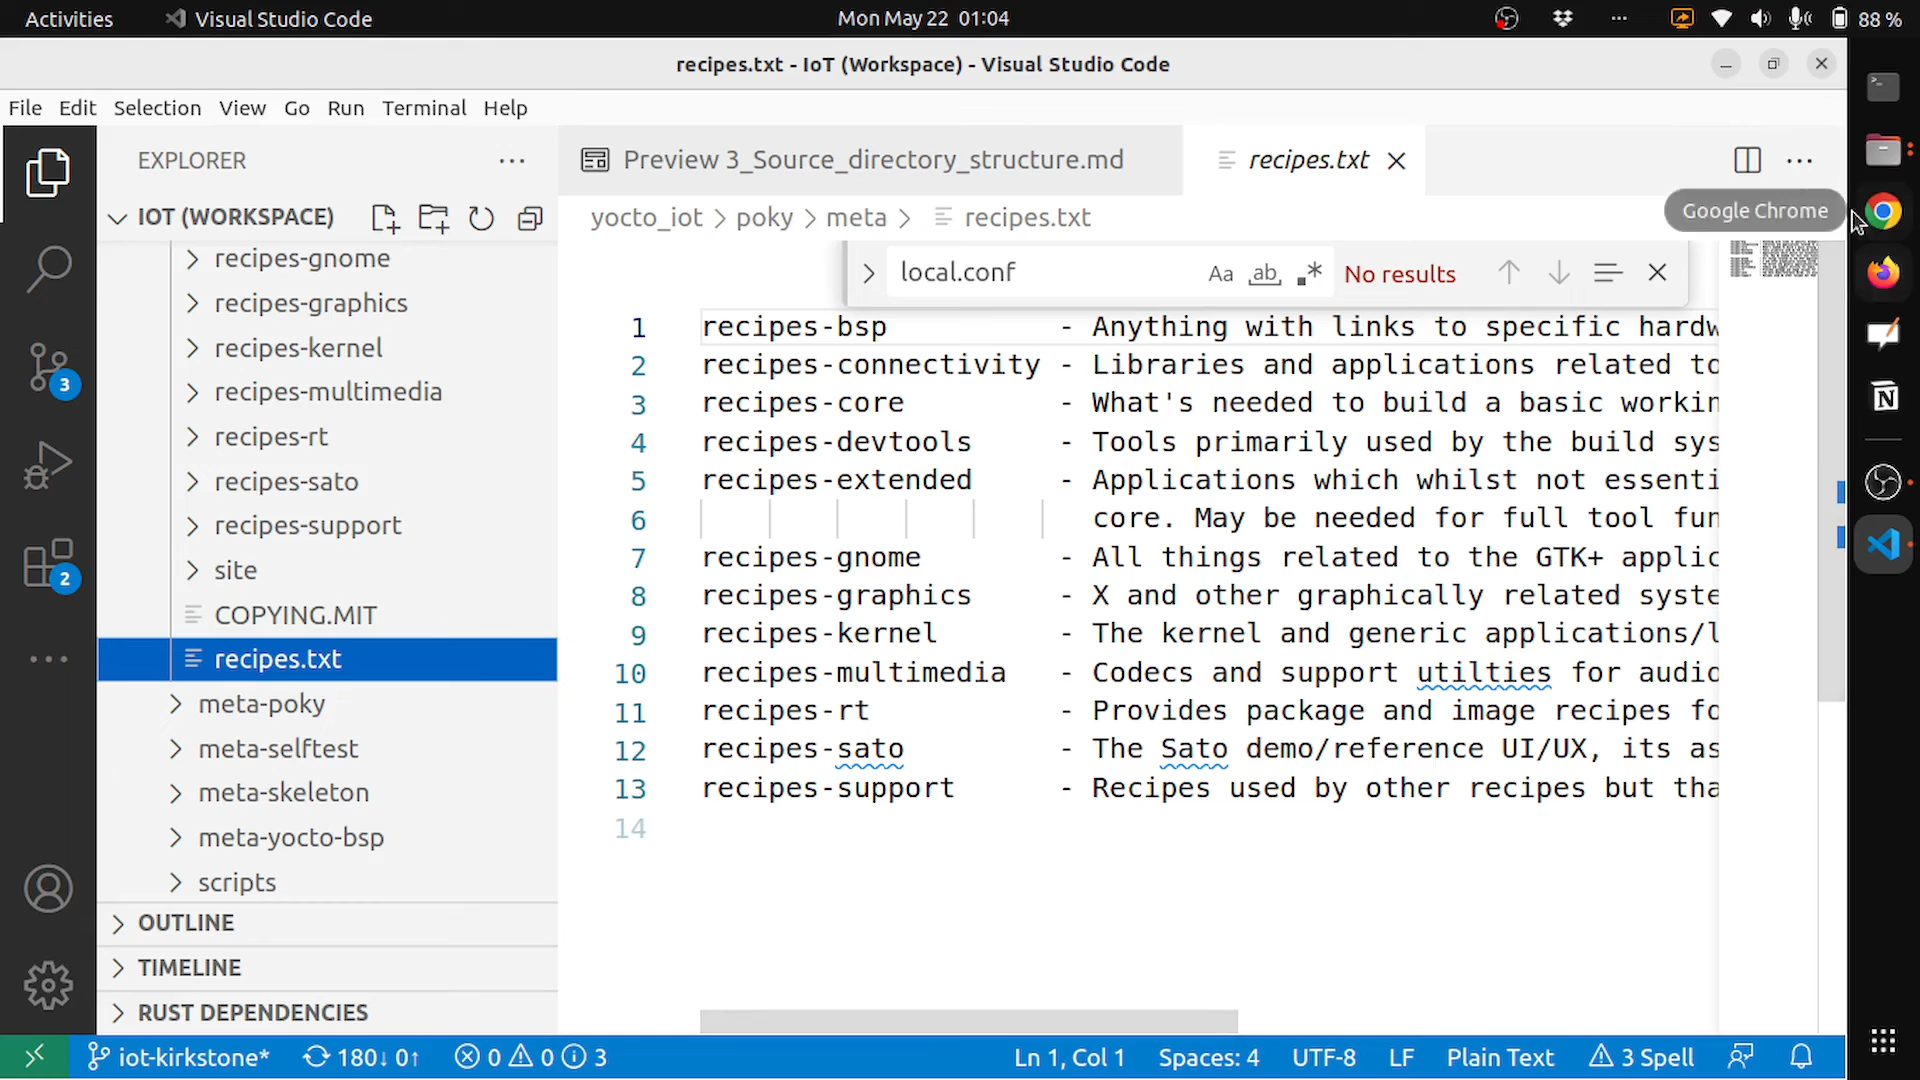 Activities
Visual Studio Code
Mon May 22 01:04
88 %
recipes.txt - IoT (Workspace) - Visual Studio Code
File Edit Selection View Go Run Terminal Help
EXPLORER
Preview 3_Source_directory_structure.md
recipes.txt
IOT (WORKSPACE)
yocto_iot > poky > meta > recipes.txt
Google Chrome
local.conf
Aa ab .*
No results
recipes-gnome
recipes-graphics
recipes-kernel
recipes-multimedia
recipes-rt
recipes-sato
recipes-support
site
COPYING.MIT
recipes.txt
meta-poky
meta-selftest
meta-skeleton
meta-yocto-bsp
scripts
OUTLINE
TIMELINE
RUST DEPENDENCIES
3
2
1 recipes-bsp - Anything with links to specific hardw
2 recipes-connectivity - Libraries and applications related to
3 recipes-core - What's needed to build a basic workin
4 recipes-devtools - Tools primarily used by the build sys
5 recipes-extended - Applications which whilst not essenti
6 core. May be needed for full tool fun
7 recipes-gnome - All things related to the GTK+ applic
8 recipes-graphics - X and other graphically related syste
9 recipes-kernel - The kernel and generic applications/l
10 recipes-multimedia - Codecs and support utilties for audio
11 recipes-rt - Provides package and image recipes fo
12 recipes-sato - The Sato demo/reference UI/UX, its as
13 recipes-support - Recipes used by other recipes but tha
14
iot-kirkstone* 180↓ 0↑ 0 0 3
Ln 1, Col 1 Spaces: 4 UTF-8 LF Plain Text 3 Spell